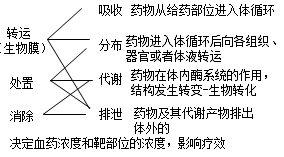 吸收 药物从给药部位进入体循环
转运
(生物膜)
分布 药物进入体循环后向各组织、
器官或者体液转运
处置
代谢 药物在体内酶系统的作用，
结构发生转变-生物转化
消除
排泄 药物及其代谢产物排出
体外的
决定血药浓度和靶部位的浓度，影响疗效